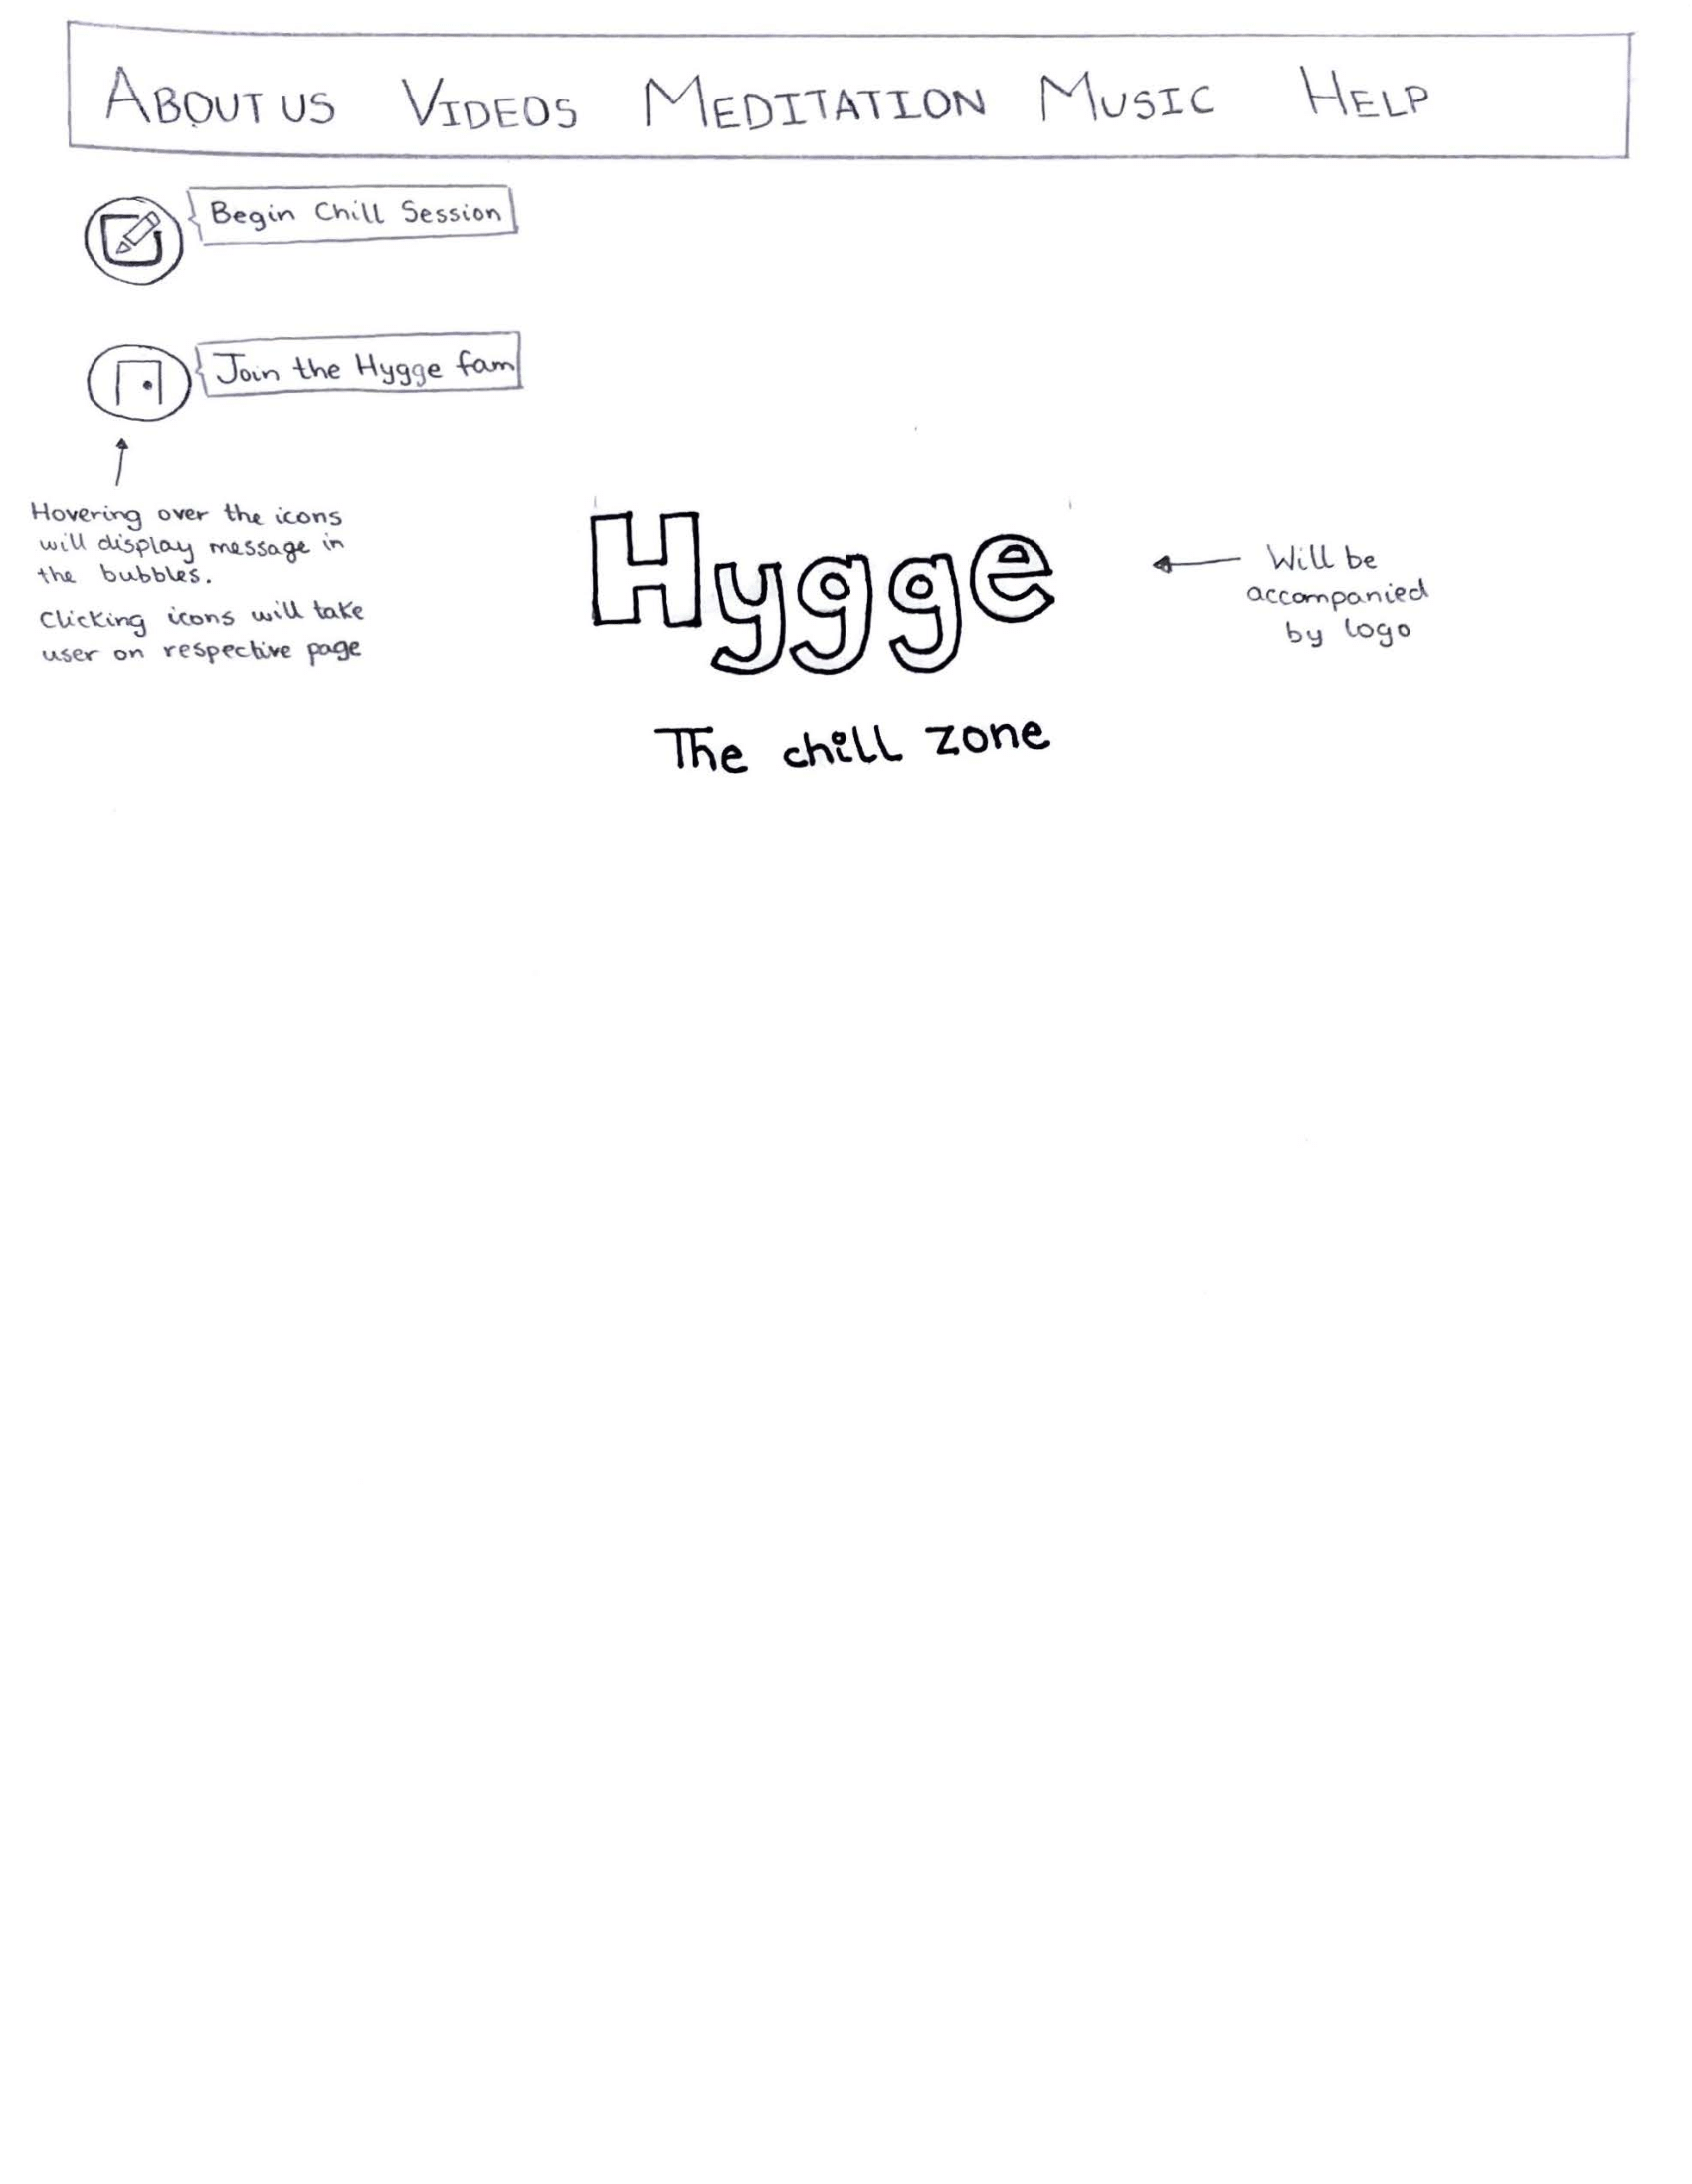 ABOUT US VIDEOS MEDITATION MUSIC HELP
Begin Chill Session
Join the Hygge fam
Hovering over the icons
will display message in
the bubbles.
Clicking icons will take
user on respective page
Hygge
The chill zone
Will be
accompanied
by logo